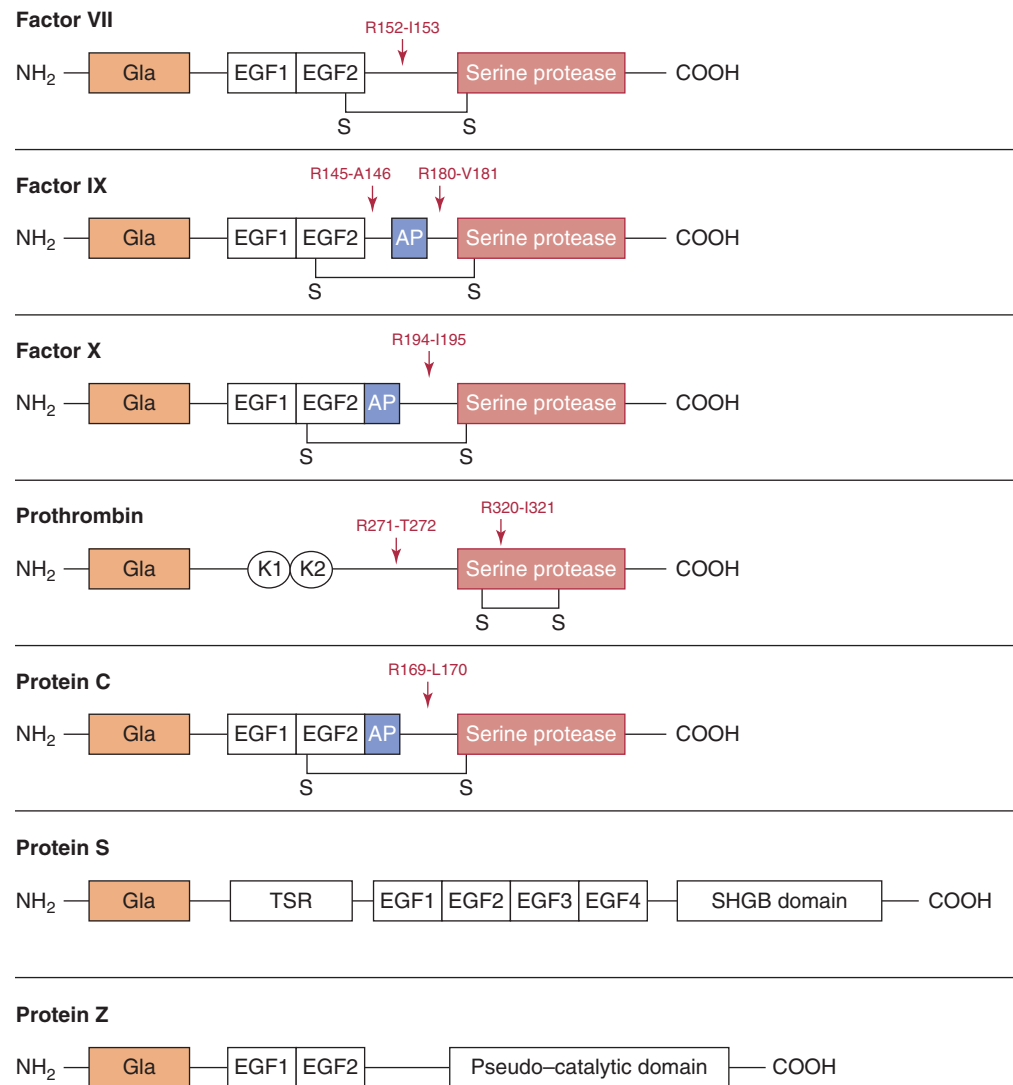 Factor VII
R152-I153
NH2 Gla EGF1 EGF2 Serine protease COOH
S S
Factor IX
R145-A146 R180-V181
NH2 Gla EGF1 EGF2 AP Serine protease COOH
S S
Factor X
R194-I195
NH2 Gla EGF1 EGF2 AP Serine protease COOH
S S
Prothrombin
R271-T272 R320-I321
NH2 Gla K1 K2 Serine protease COOH
S S
Protein C
R169-L170
NH2 Gla EGF1 EGF2 AP Serine protease COOH
S S
Protein S
NH2 Gla TSR EGF1 EGF2 EGF3 EGF4 SHGB domain COOH
Protein Z
NH2 Gla EGF1 EGF2 Pseudo–catalytic domain COOH